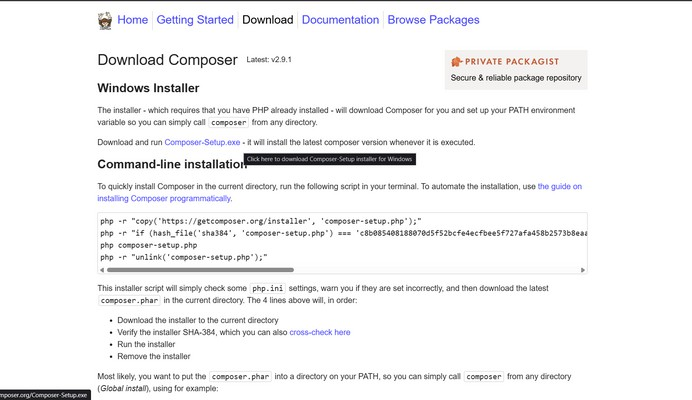 Home Getting Started Download Documentation Browse Packages
Download Composer Latest: v2.9.1
PRIVATE PACKAGIST
Secure & reliable package repository
Windows Installer
The installer - which requires that you have PHP already installed - will download Composer for you and set up your PATH environment
variable so you can simply call composer from any directory.
Download and run Composer-Setup.exe - it will install the latest composer version whenever it is executed.
Click here to download Composer-Setup installer for Windows
Command-line installation
To quickly install Composer in the current directory, run the following script in your terminal. To automate the installation, use the guide on
installing Composer programmatically.
php -r "copy('https://getcomposer.org/installer', 'composer-setup.php');"
php -r "if (hash_file('sha384', 'composer-setup.php') === 'c8b085408188070d5f52bcfe4ecfbee5f727afa458b2573b8eaa
php composer-setup.php
php -r "unlink('composer-setup.php');"
This installer script will simply check some php.ini settings, warn you if they are set incorrectly, and then download the latest
composer.phar in the current directory. The 4 lines above will, in order:
• Download the installer to the current directory
• Verify the installer SHA-384, which you can also cross-check here
• Run the installer
• Remove the installer
Most likely, you want to put the composer.phar into a directory on your PATH, so you can simply call composer from any directory
(Global install), using for example:
mposer.org/Composer-Setup.exe